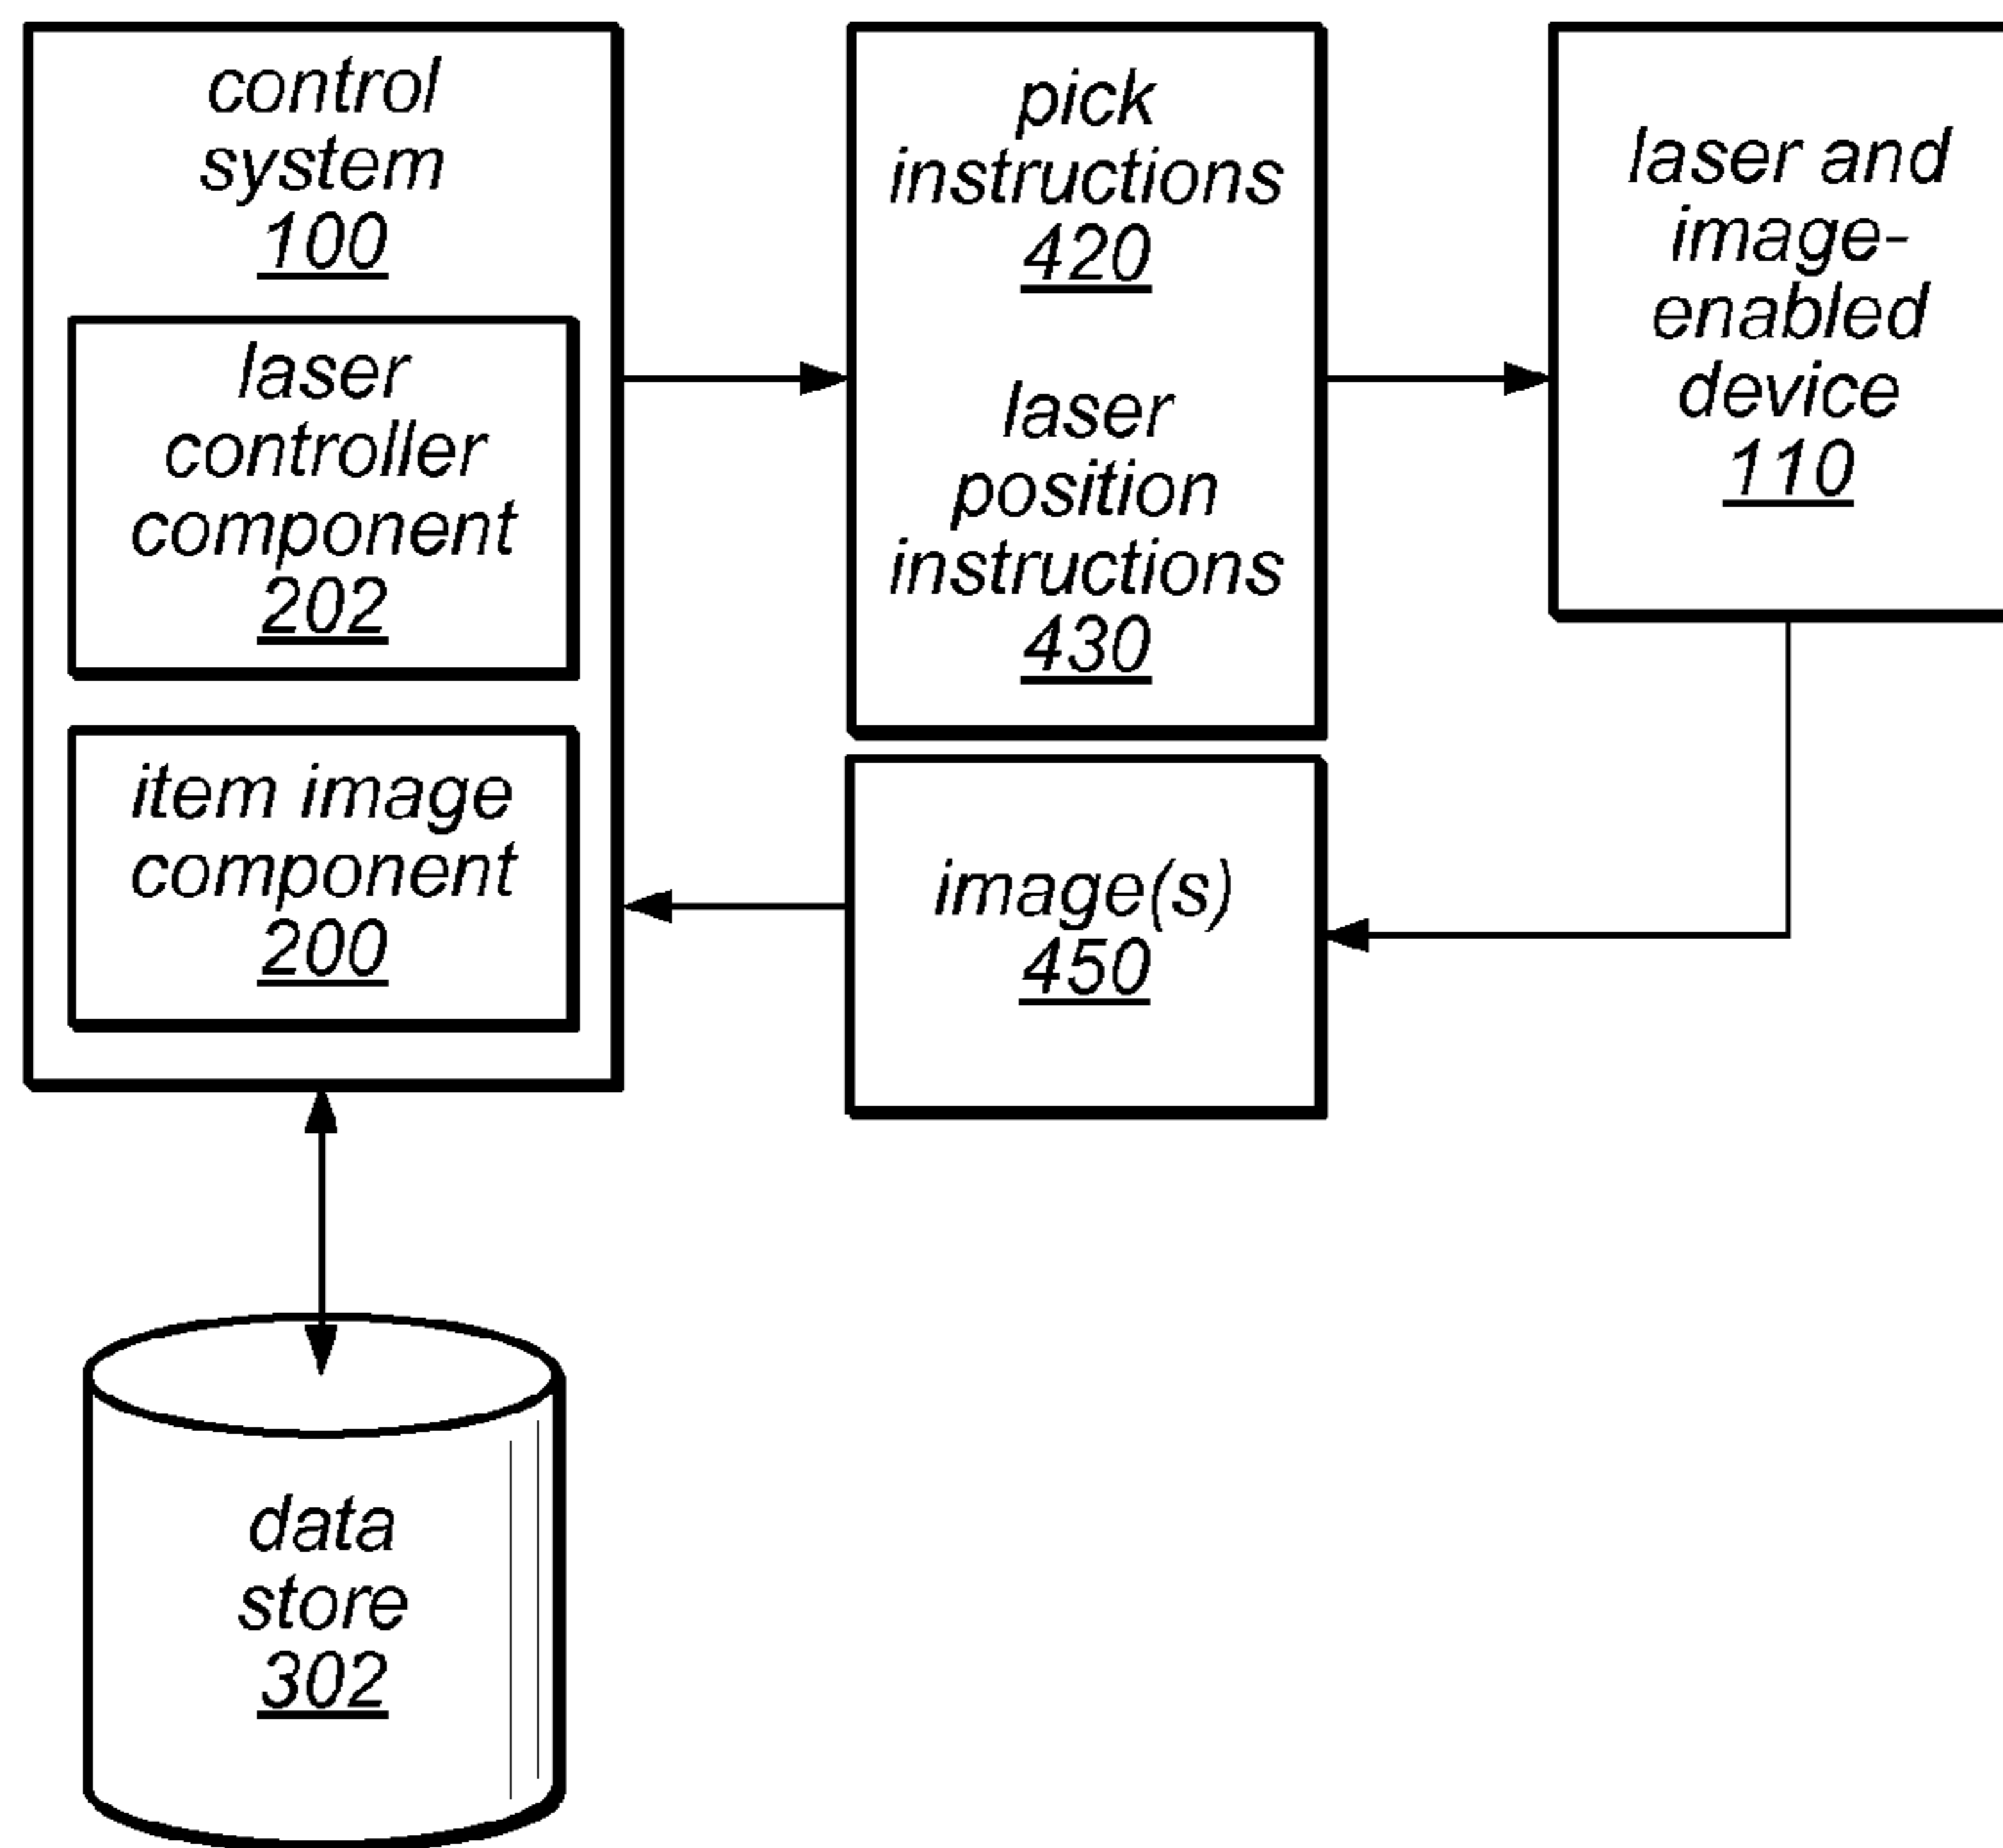 control
system
100
laser
controller
component
202
item image
component
200
pick
instructions
420
laser
position
instructions
430
image(s)
450
laser and
image-
enabled
device
110
data
store
302